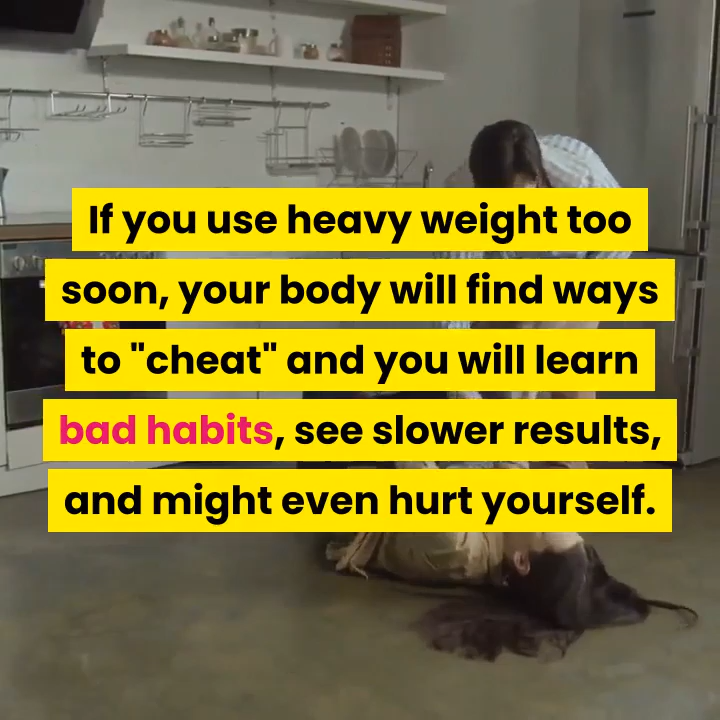 If you use heavy weight too
soon, your body will find ways
to "cheat" and you will learn
bad habits, see slower results,
and might even hurt yourself.